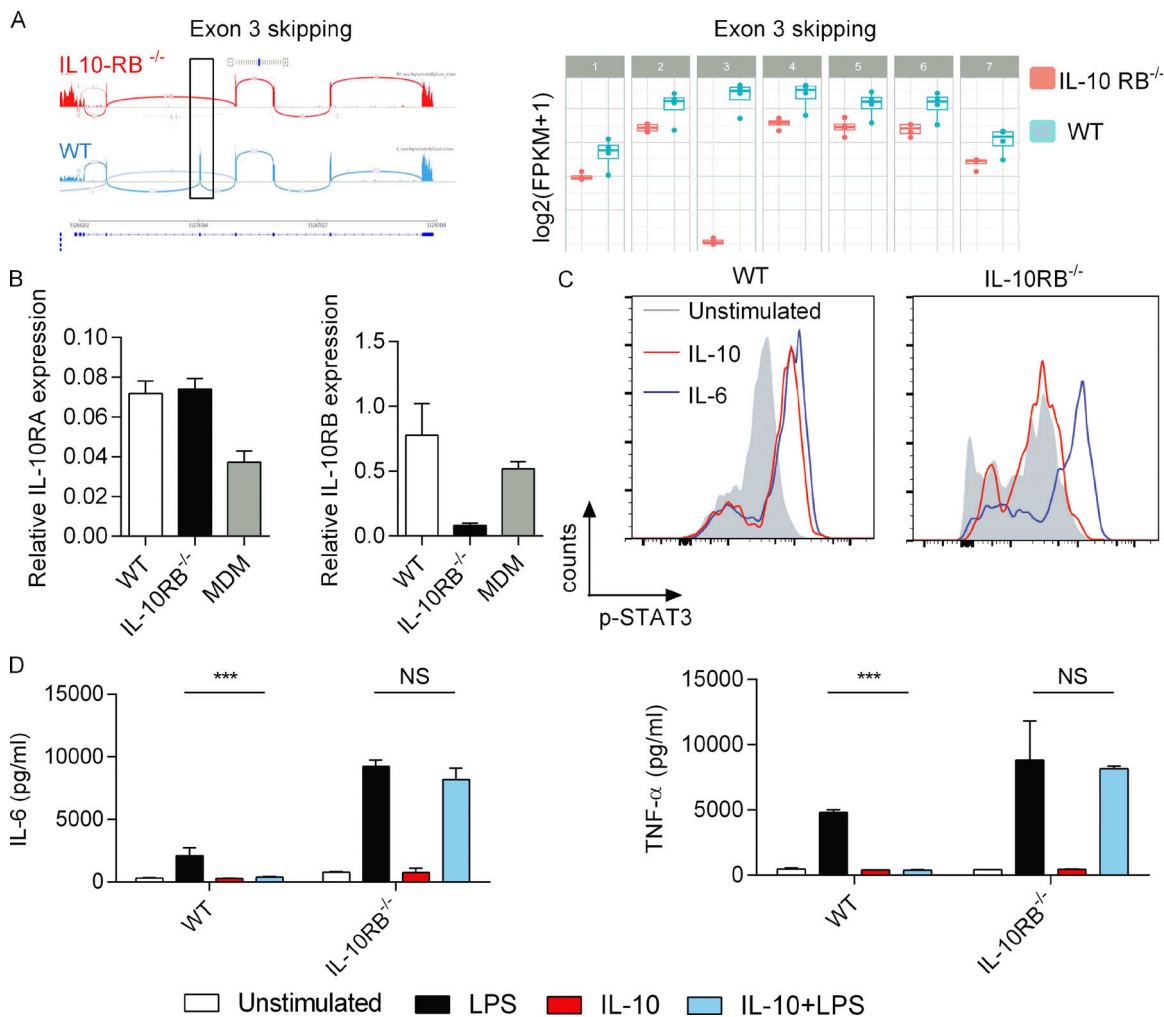 A
Exon 3 skipping
IL10-RB -/-
WT
33266202
33287027
33297469
Exon 3 skipping
1 2 3 4 5 6 7
log2(FPKM+1)
IL-10 RB-/-
WT
B
Relative IL-10RA expression
0.10
0.08
0.06
0.04
0.02
0.00
WT
IL-10RB-/-
MDM
Relative IL-10RB expression
1.0
0.5
0.0
WT
IL-10RB-/-
MDM
C
WT
Unstimulated
IL-10
IL-6
counts
p-STAT3
IL-10RB-/-
D
IL-6 (pg/ml)
15000
10000
5000
0
***
NS
WT
IL-10RB-/-
TNF-α (pg/ml)
15000
10000
5000
0
***
NS
WT
IL-10RB-/-
Unstimulated LPS IL-10 IL-10+LPS